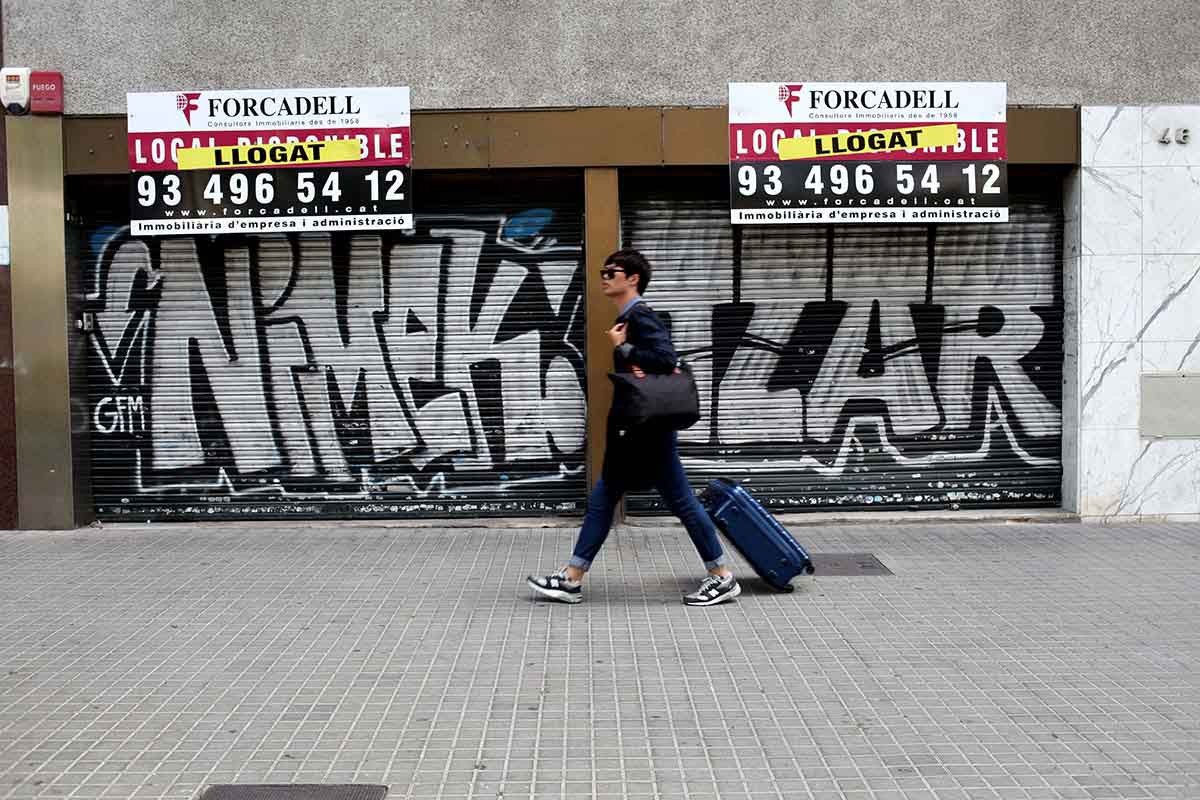 FUEGO
FORCADELL
Consultors Immobiliaris des de 1958
LLOGAT
93 496 54 12
www.forcadell.cat
Immobiliària d'empresa i administració
FORCADELL
Consultors Immobiliaris des de 1958
LLOGAT
93 496 54 12
www.forcadell.cat
Immobiliària d'empresa i administració
GFM